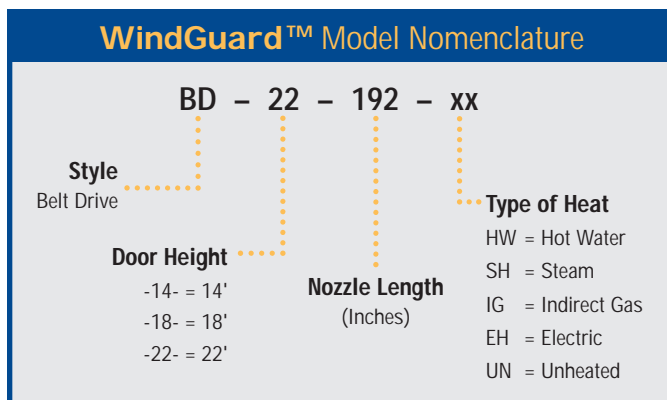 WindGuard™ Model Nomenclature
BD – 22 – 192 – xx
Style
Belt Drive
Door Height
-14- = 14'
-18- = 18'
-22- = 22'
Nozzle Length
(Inches)
Type of Heat
HW = Hot Water
SH = Steam
IG = Indirect Gas
EH = Electric
UN = Unheated